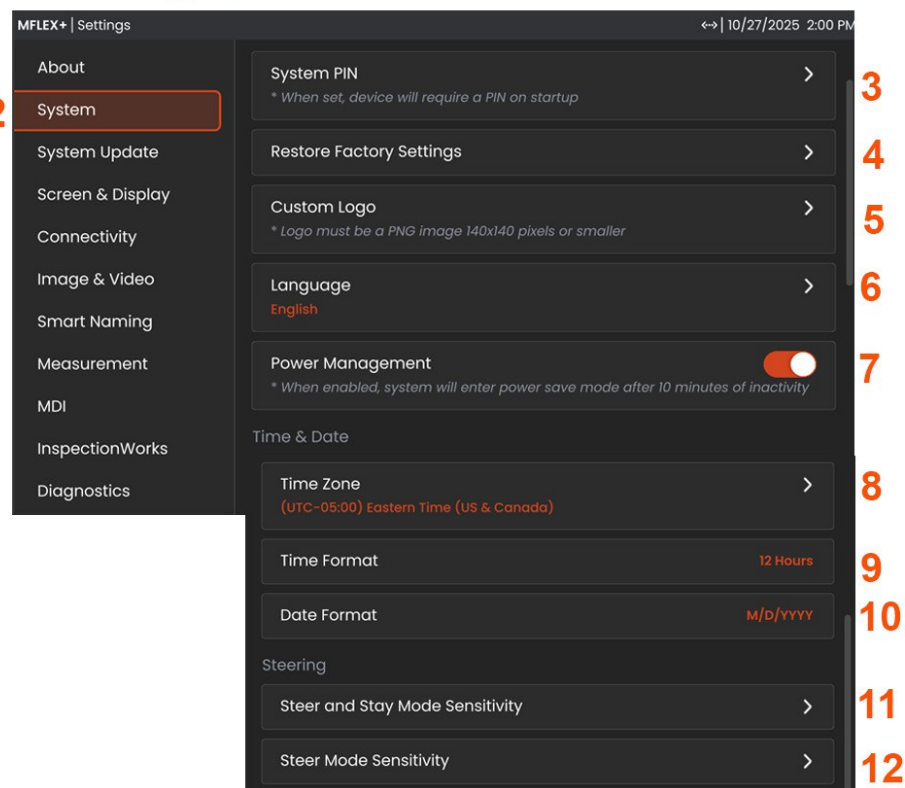 MFLEX+ | Settings
<··>| 10/27/2025 2:00 PM
About
2
System
System Update
Screen & Display
Connectivity
Image & Video
Smart Naming
Measurement
MDI
InspectionWorks
Diagnostics
System PIN
* When set, device will require a PIN on startup
3
Restore Factory Settings
4
Custom Logo
* Logo must be a PNG image 140x140 pixels or smaller
5
Language
English
6
Power Management
* When enabled, system will enter power save mode after 10 minutes of inactivity
7
Time & Date
Time Zone
(UTC-05:00) Eastern Time (US & Canada)
8
Time Format
12 Hours
9
Date Format
M/D/YYYY
10
Steering
Steer and Stay Mode Sensitivity
11
Steer Mode Sensitivity
12